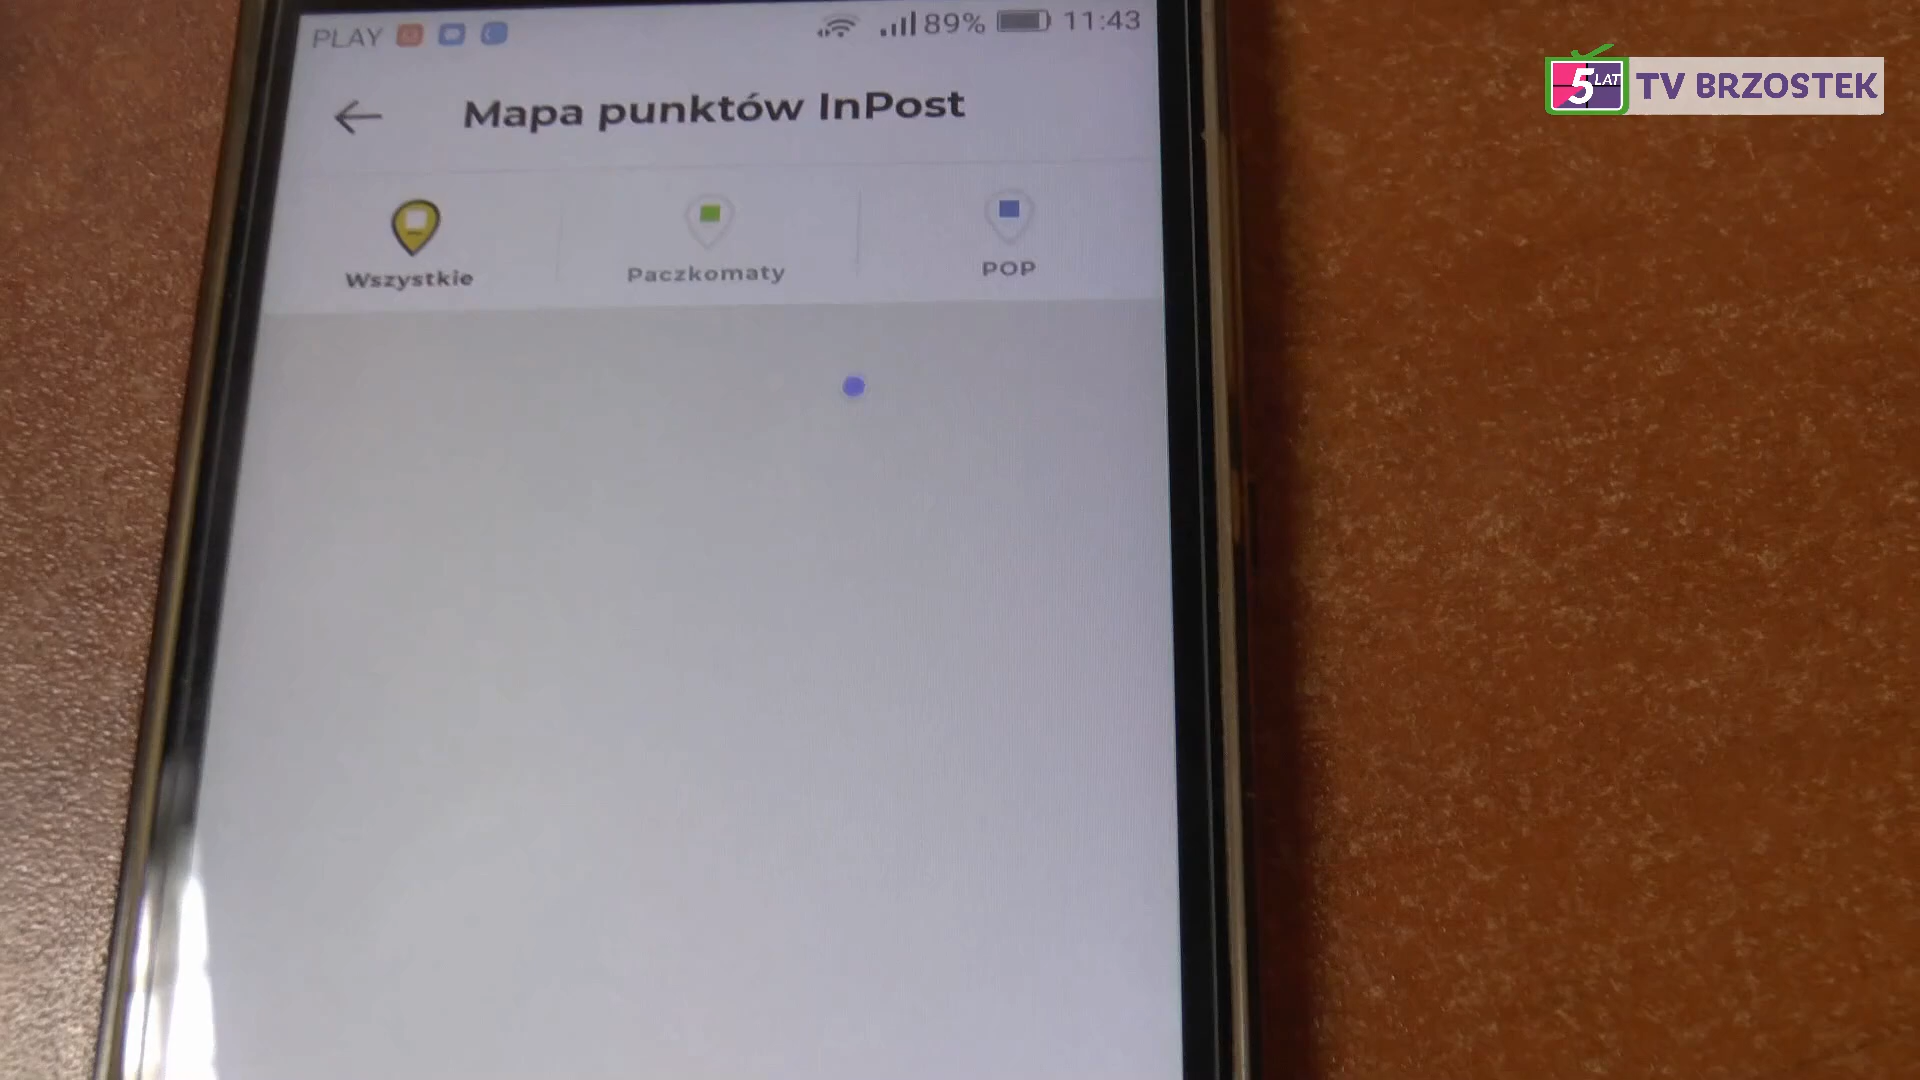 PLAY 89% 11:43
5 LAT TV BRZOSTEK
Mapa punktów InPost
Wszystkie
Paczkomaty
POP